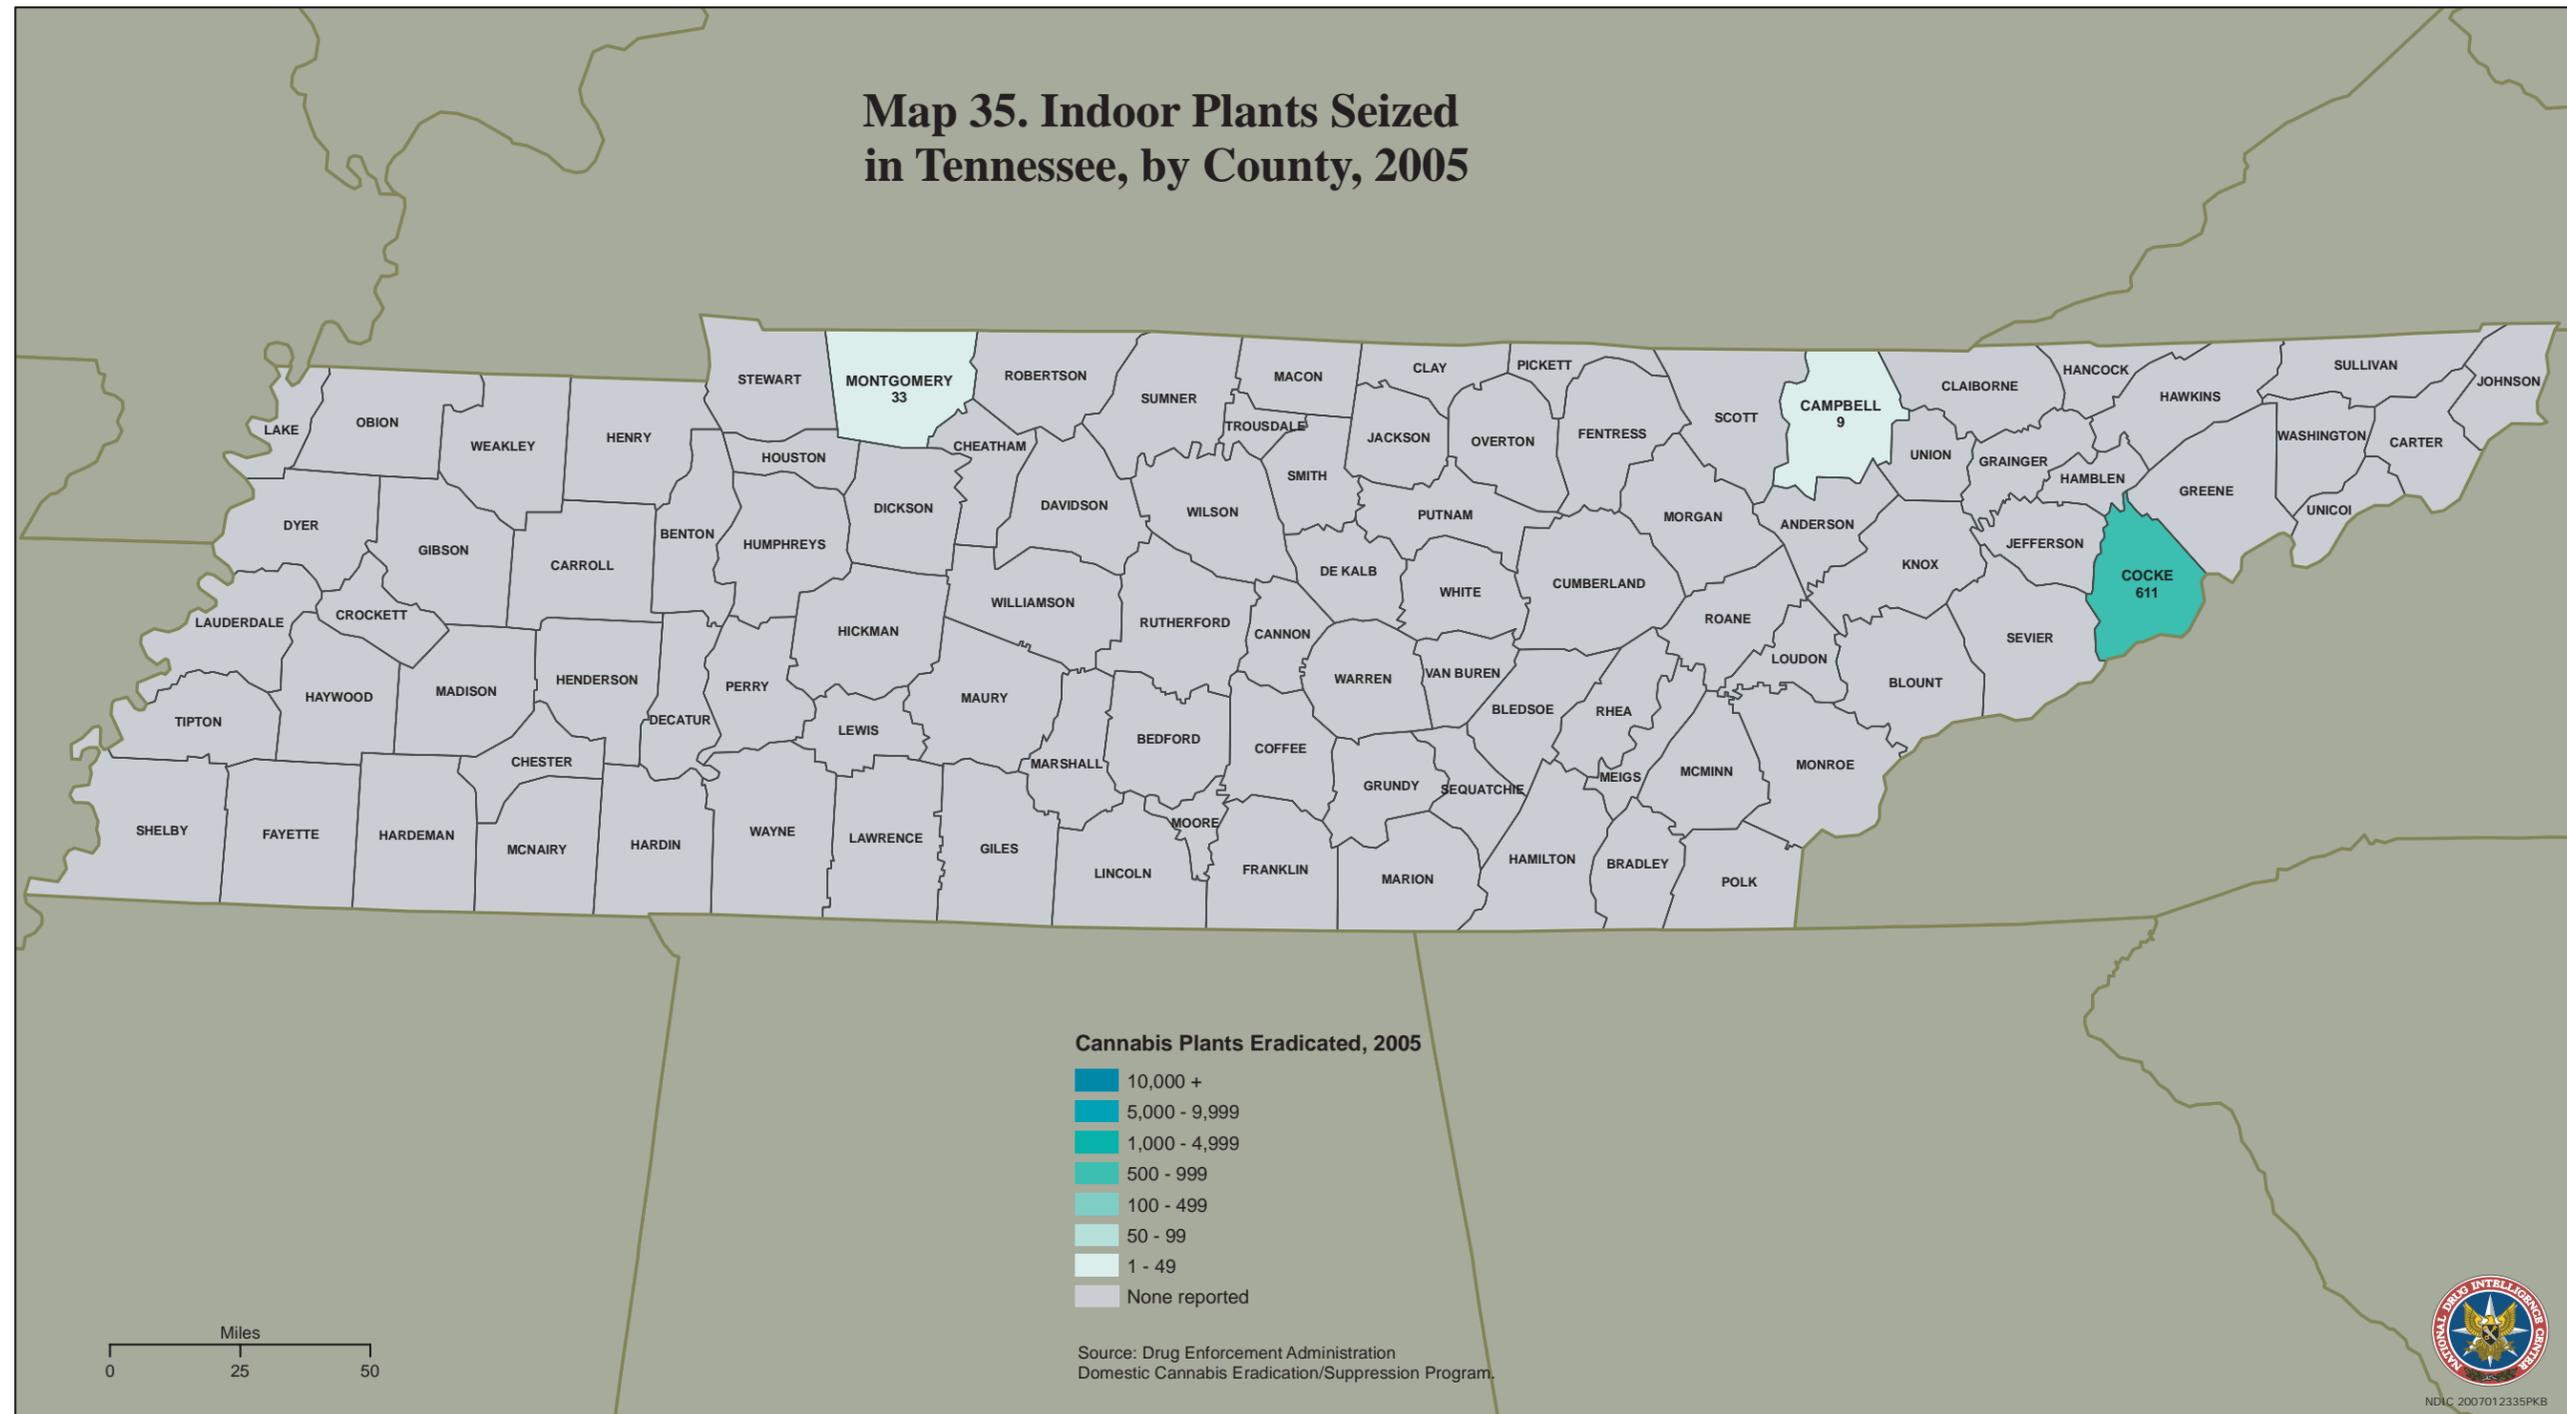 Map 35. Indoor Plants Seized
in Tennessee, by County, 2005
STEWART
MONTGOMERY
33
ROBERTSON
SUMNER
MACON
TROUSDALE
CLAY
PICKETT
JACKSON
OVERTON
FENTRESS
SCOTT
CAMPBELL
9
CLAIBORNE
HANCOCK
HAWKINS
SULLIVAN
JOHNSON
LAKE
OBION
WEAKLEY
HENRY
HOUSTON
CHEATHAM
SMITH
UNION
GRAINGER
HAMBLEN
GREENE
WASHINGTON
CARTER
UNICOI
DYER
GIBSON
CARROLL
BENTON
HUMPHREYS
DICKSON
DAVIDSON
WILSON
PUTNAM
MORGAN
ANDERSON
KNOX
JEFFERSON
COCKE
611
LAUDERDALE
CROCKETT
HICKMAN
WILLIAMSON
RUTHERFORD
CANNON
DE KALB
WHITE
CUMBERLAND
ROANE
LOUDON
BLOUNT
SEVIER
TIPTON
HAYWOOD
MADISON
HENDERSON
DECATUR
PERRY
LEWIS
MAURY
MARSHALL
BEDFORD
COFFEE
WARREN
VAN BUREN
BLEDSOE
RHEA
MEIGS
MCMINN
MONROE
CHESTER
GRUNDY
SEQUATCHIE
SHELBY
FAYETTE
HARDEMAN
MCNAIRY
HARDIN
WAYNE
LAWRENCE
GILES
LINCOLN
MOORE
FRANKLIN
MARION
HAMILTON
BRADLEY
POLK
Cannabis Plants Eradicated, 2005
10,000 +
5,000 - 9,999
1,000 - 4,999
500 - 999
100 - 499
50 - 99
1 - 49
None reported
Miles
0 25 50
Source: Drug Enforcement Administration
Domestic Cannabis Eradication/Suppression Program.
NATIONAL DRUG INTELLIGENCE CENTER
NDIC 2007012335PKB